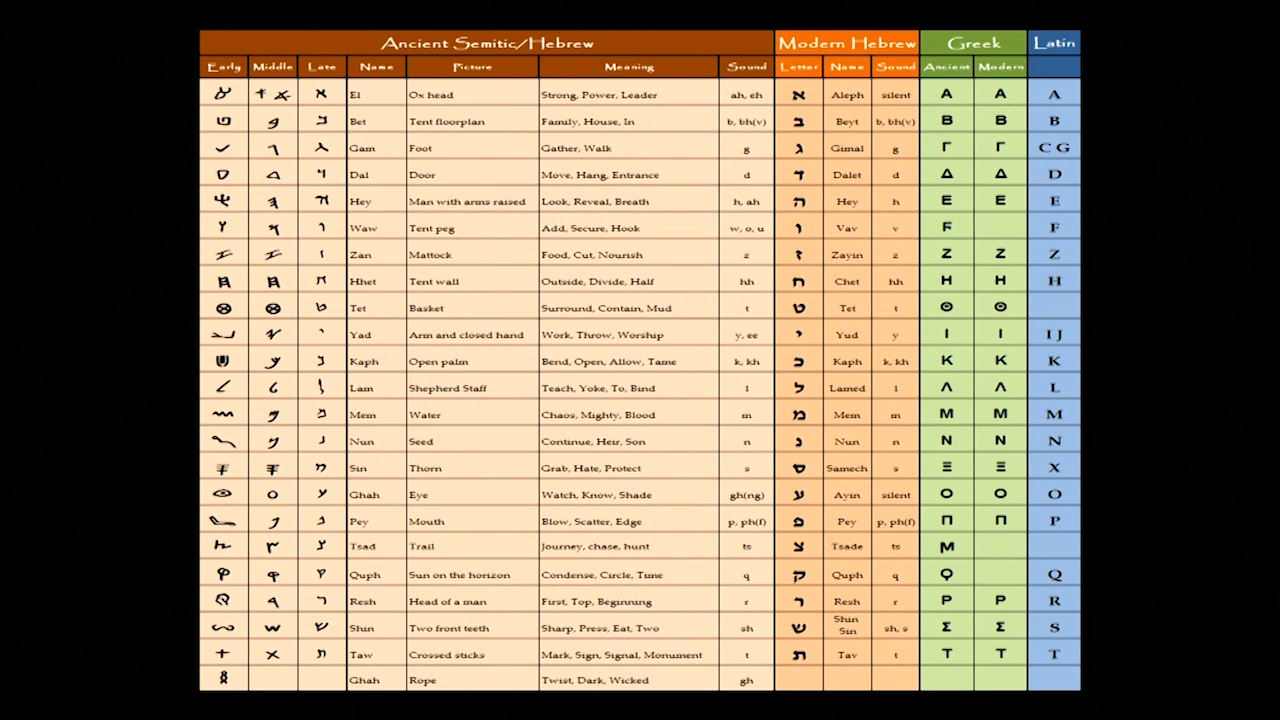 Ancient Semitic/Hebrew Modern Hebrew Greek Latin
Early Middle Late Name Picture Meaning Sound Letter Name Sound Ancient Modern
El Ox head Strong, Power, Leader ah, eh א Aleph silent Α Α A
Bet Tent floorplan Family, House, In b, bh(v) ב Beyt b, bh(v) Β Β B
Gam Foot Gather, Walk g ג Gimal g Γ Γ C G
Dal Door Move, Hang, Entrance d ד Dalet d Δ Δ D
Hey Man with arms raised Look, Reveal, Breath h, ah ה Hey h Ε Ε E
Waw Tent peg Add, Secure, Hook w, o, u ו Vav v F F
Zan Mattock Food, Cut, Nourish z ז Zayin z Ζ Ζ Z
Hhet Tent wall Outside, Divide, Half hh ח Chet hh Η Η H
Tet Basket Surround, Contain, Mud t ט Tet t Θ Θ
Yad Arm and closed hand Work, Throw, Worship y, ee י Yud y Ι Ι I J
Kaph Open palm Bend, Open, Allow, Tame k, kh כ Kaph k, kh Κ Κ K
Lam Shepherd Staff Teach, Yoke, To, Bind l ל Lamed l Λ Λ L
Mem Water Chaos, Mighty, Blood m מ Mem m Μ Μ M
Nun Seed Continue, Heir, Son n נ Nun n Ν Ν N
Sin Thorn Grab, Hate, Protect s ס Samech s Ξ Ξ X
Ghah Eye Watch, Know, Shade gh(ng) ע Ayin silent Ο Ο O
Pey Mouth Blow, Scatter, Edge p, ph(f) פ Pey p, ph(f) Π Π P
Tsad Trail Journey, chase, hunt ts צ Tsade ts M
Quph Sun on the horizon Condense, Circle, Time q ק Quph q Ϙ Q
Resh Head of a man First, Top, Beginning r ר Resh r Ρ Ρ R
Shin Two front teeth Sharp, Press, Eat, Two sh ש Shin Sin sh, s Σ Σ S
Taw Crossed sticks Mark, Sign, Signal, Monument t ת Tav t Τ Τ T
Ghah Rope Twist, Dark, Wicked gh